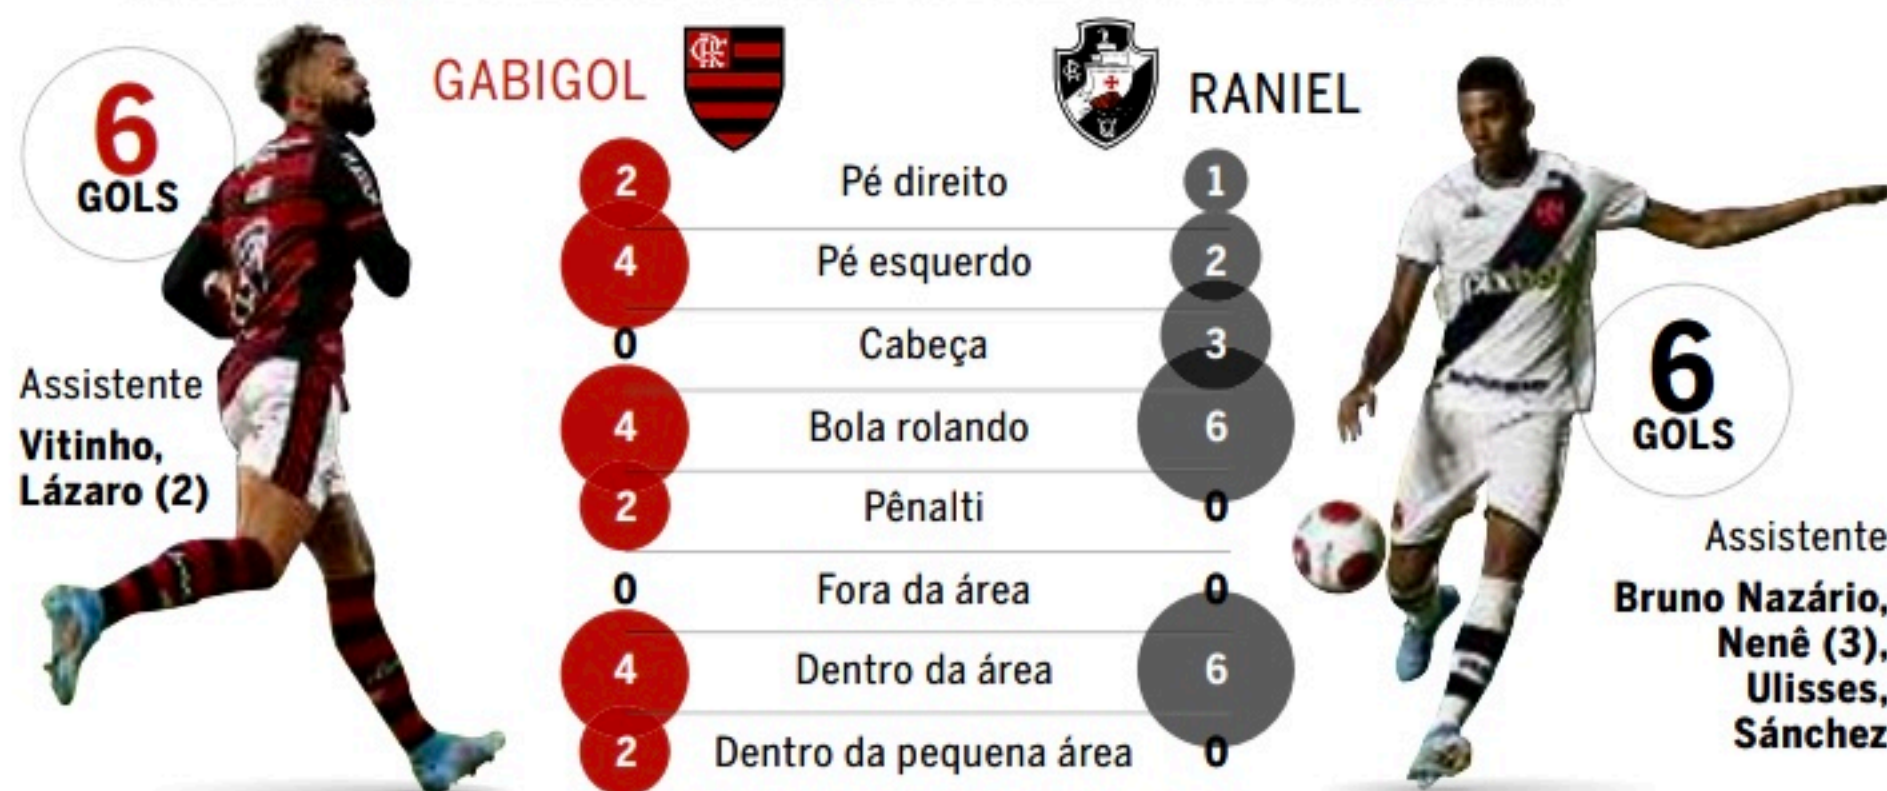 GABIGOL
RANIEL
6
GOLS
2 Pé direito 1
4 Pé esquerdo 2
0 Cabeça 3
4 Bola rolando 6
2 Pênalti 0
0 Fora da área 0
4 Dentro da área 6
2 Dentro da pequena área 0
Assistente
Vitinho,
Lázaro (2)
6
GOLS
Assistente
Bruno Nazário,
Nenê (3),
Ulisses,
Sánchez